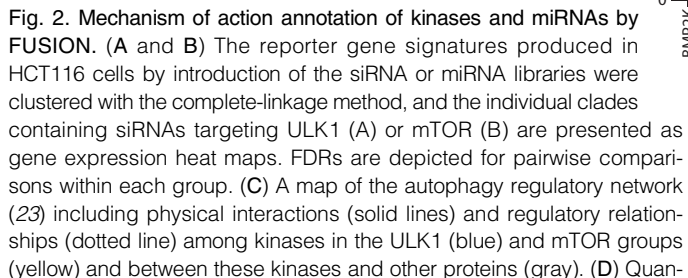 Fig. 2. Mechanism of action annotation of kinases and miRNAs by
FUSION. (A and B) The reporter gene signatures produced in
HCT116 cells by introduction of the siRNA or miRNA libraries were
clustered with the complete-linkage method, and the individual clades
containing siRNAs targeting ULK1 (A) or mTOR (B) are presented as
gene expression heat maps. FDRs are depicted for pairwise compari-
sons within each group. (C) A map of the autophagy regulatory network
(23) including physical interactions (solid lines) and regulatory relation-
ships (dotted line) among kinases in the ULK1 (blue) and mTOR groups
(yellow) and between these kinases and other proteins (gray). (D) Quan-
0